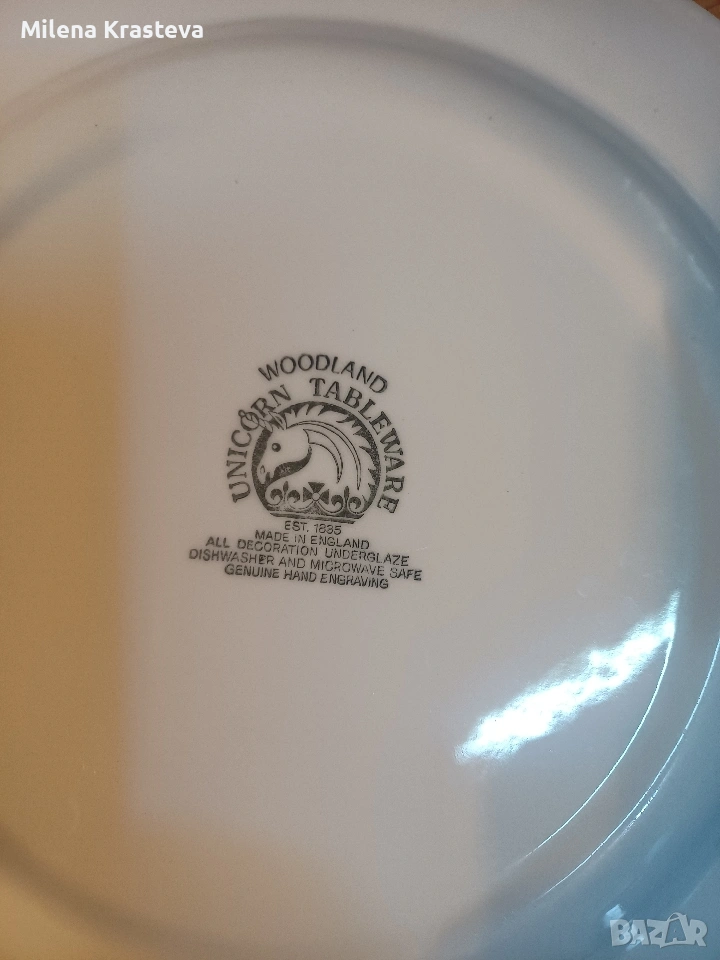 Milena Krasteva
WOODLAND
UNICORN TABLEWARE
EST. 1835
MADE IN ENGLAND
ALL DECORATION UNDERGLAZE
DISHWASHER AND MICROWAVE SAFE
GENUINE HAND ENGRAVING
BAZAR